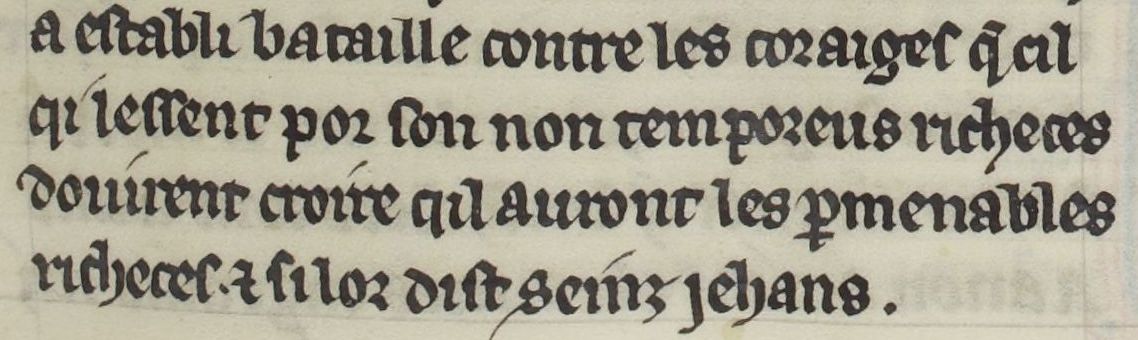 a establi bataille contre les coraiges q̃ cil
qi lessent por son non temporeus richeces
douirent croire qil auront les ꝑmenables
richeces. ⁊ si lor dist seinz jehans.